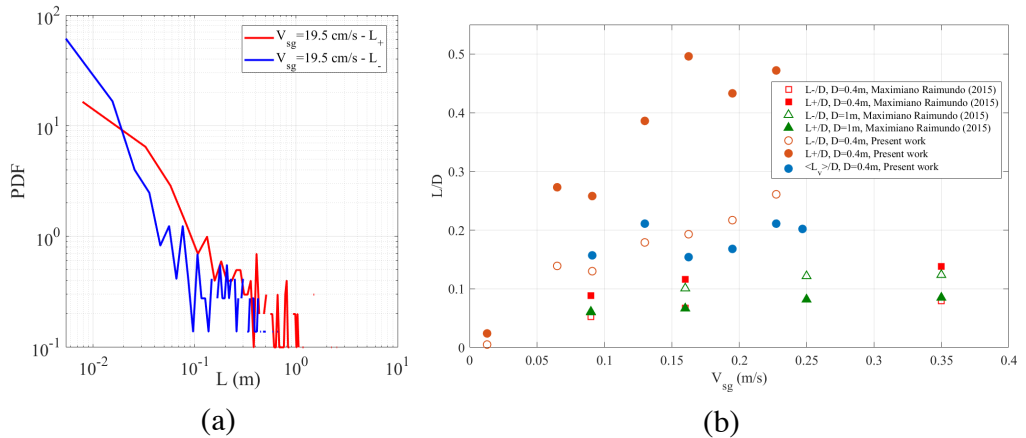 10^2
10^1
10^0
10^-1
PDF
10^-2
10^-1
10^0
10
L (m)
V_sg=19.5 cm/s - L_+
V_sg=19.5 cm/s - L_-
(a)
0.5
0.4
0.3
0.2
0.1
0
L/D
0
0.05
0.1
0.15
0.2
0.25
0.3
0.35
0.4
V_sg (m/s)
L-/D, D=0.4m, Maximiano Raimundo (2015)
L+/D, D=0.4m, Maximiano Raimundo (2015)
L-/D, D=1m, Maximiano Raimundo (2015)
L+/D, D=1m, Maximiano Raimundo (2015)
L-/D, D=0.4m, Present work
L+/D, D=0.4m, Present work
<L_v>/D, D=0.4m, Present work
(b)